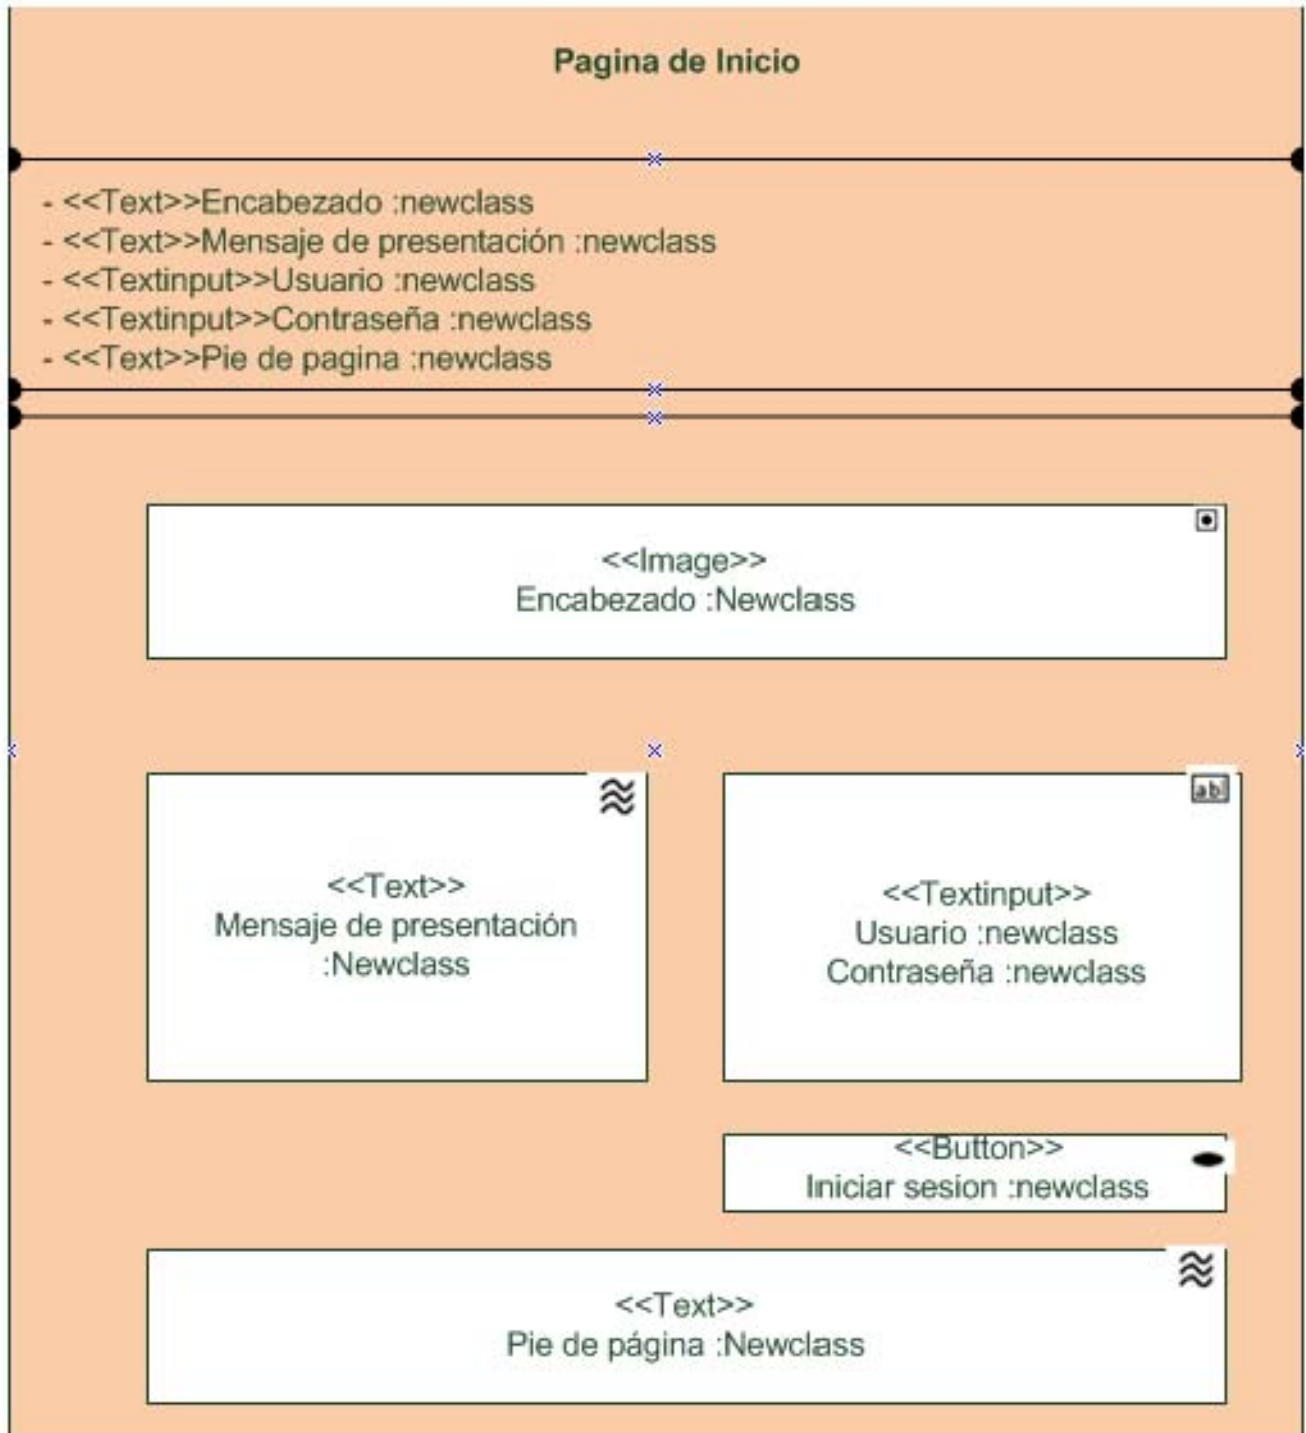 Pagina de Inicio
- <<Text>>Encabezado :newclass
- <<Text>>Mensaje de presentación :newclass
- <<Textinput>>Usuario :newclass
- <<Textinput>>Contraseña :newclass
- <<Text>>Pie de pagina :newclass
<<Image>>
Encabezado :Newclass
<<Text>>
Mensaje de presentación
:Newclass
ab
<<Textinput>>
Usuario :newclass
Contraseña :newclass
<<Button>>
Iniciar sesion :newclass
<<Text>>
Pie de página :Newclass